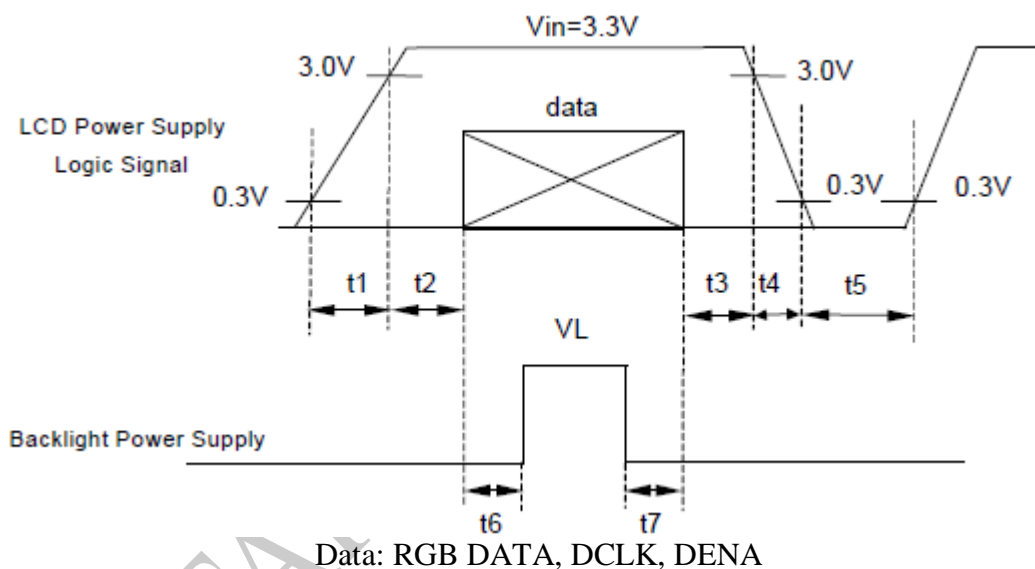 Vin=3.3V
3.0V
3.0V
data
LCD Power Supply
Logic Signal
0.3V
0.3V
0.3V
t1
t2
t3
t4
t5
VL
Backlight Power Supply
t6
t7
Data: RGB DATA, DCLK, DENA